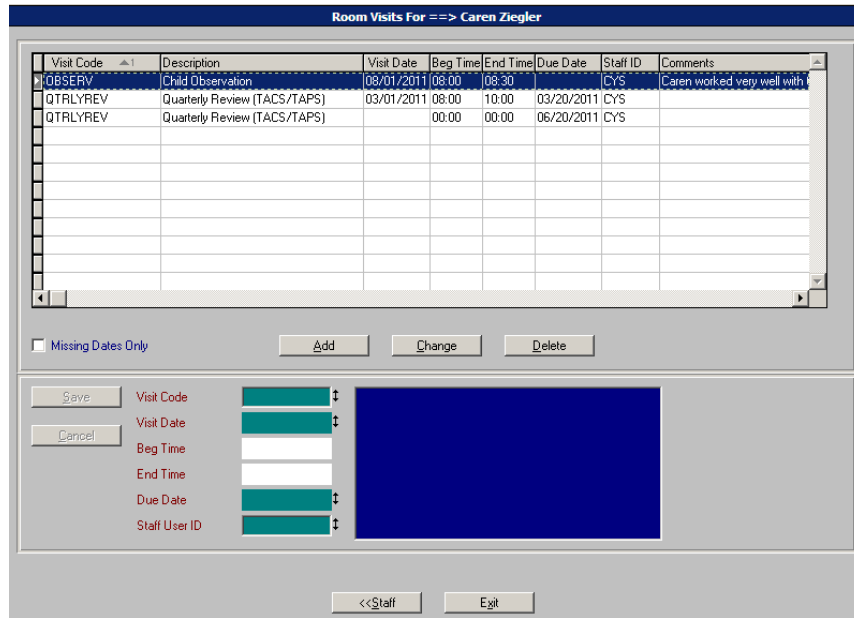 Room Visits For ==> Caren Ziegler
Visit Code 1 Description Visit Date Beg Time End Time Due Date Staff ID Comments
OBSERV Child Observation 08/01/2011 08:00 08:30 CYS Caren worked very well with
QTRLYREV Quarterly Review (TACS/TAPS) 03/01/2011 08:00 10:00 03/20/2011 CYS
QTRLYREV Quarterly Review (TACS/TAPS) 00:00 00:00 06/20/2011 CYS
Missing Dates Only Add Change Delete
Save Visit Code
Visit Date
Cancel
Beg Time
End Time
Due Date
Staff User ID
<<Staff Exit